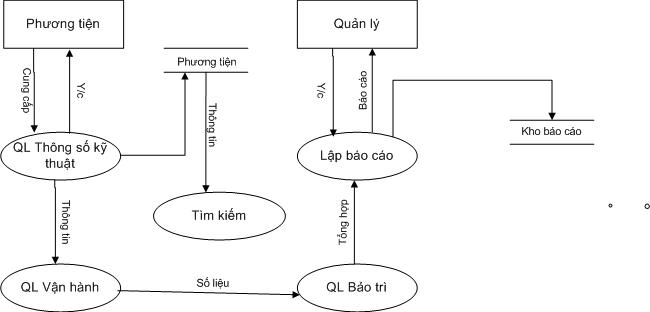 Phương tiện
Quản lý
Phương tiện
Cung cấp
Y/c
Thông tin
Y/c
Báo cáo
Kho báo cáo
QL Thông số kỹ
thuật
Lập báo cáo
Tìm kiếm
Thông tin
Tổng hợp
QL Vận hành
Số liệu
QL Bảo trì